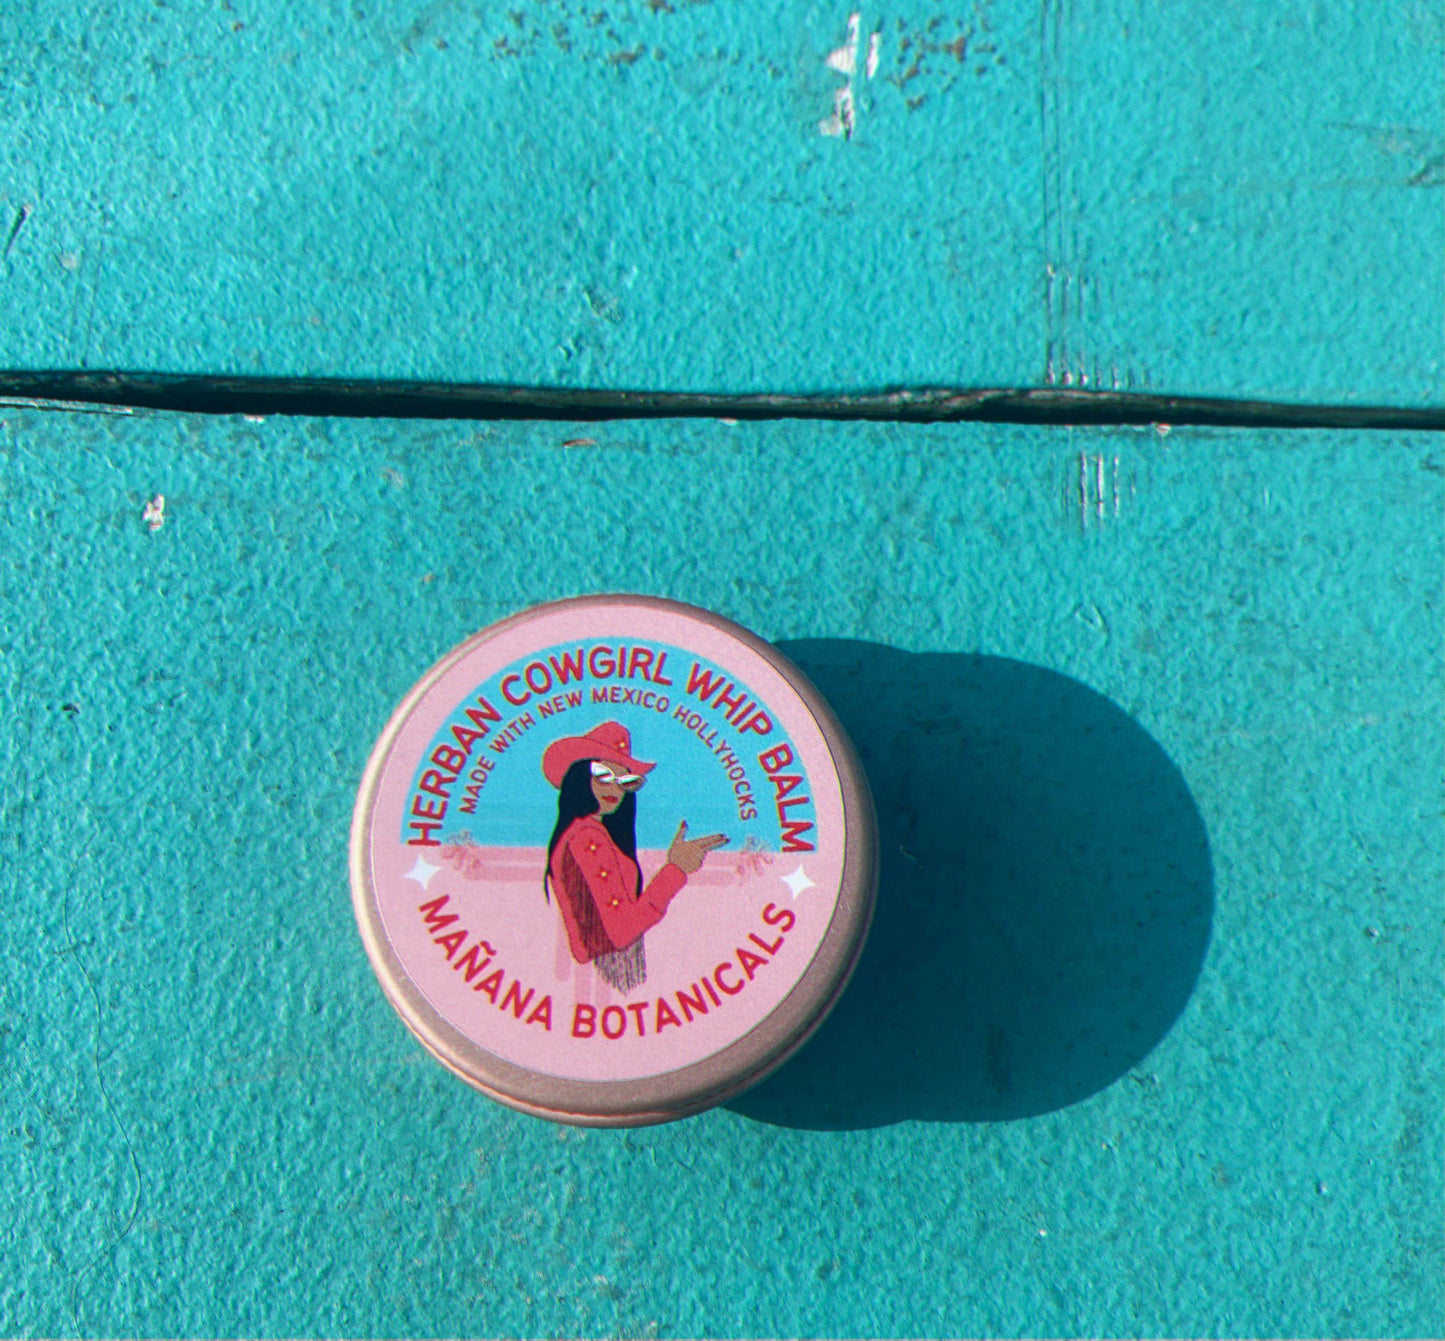 HERBAN COWGIRL WHIP BALM
MADE WITH NEW MEXICO HOLLYHOCKS
MAÑANA BOTANICALS